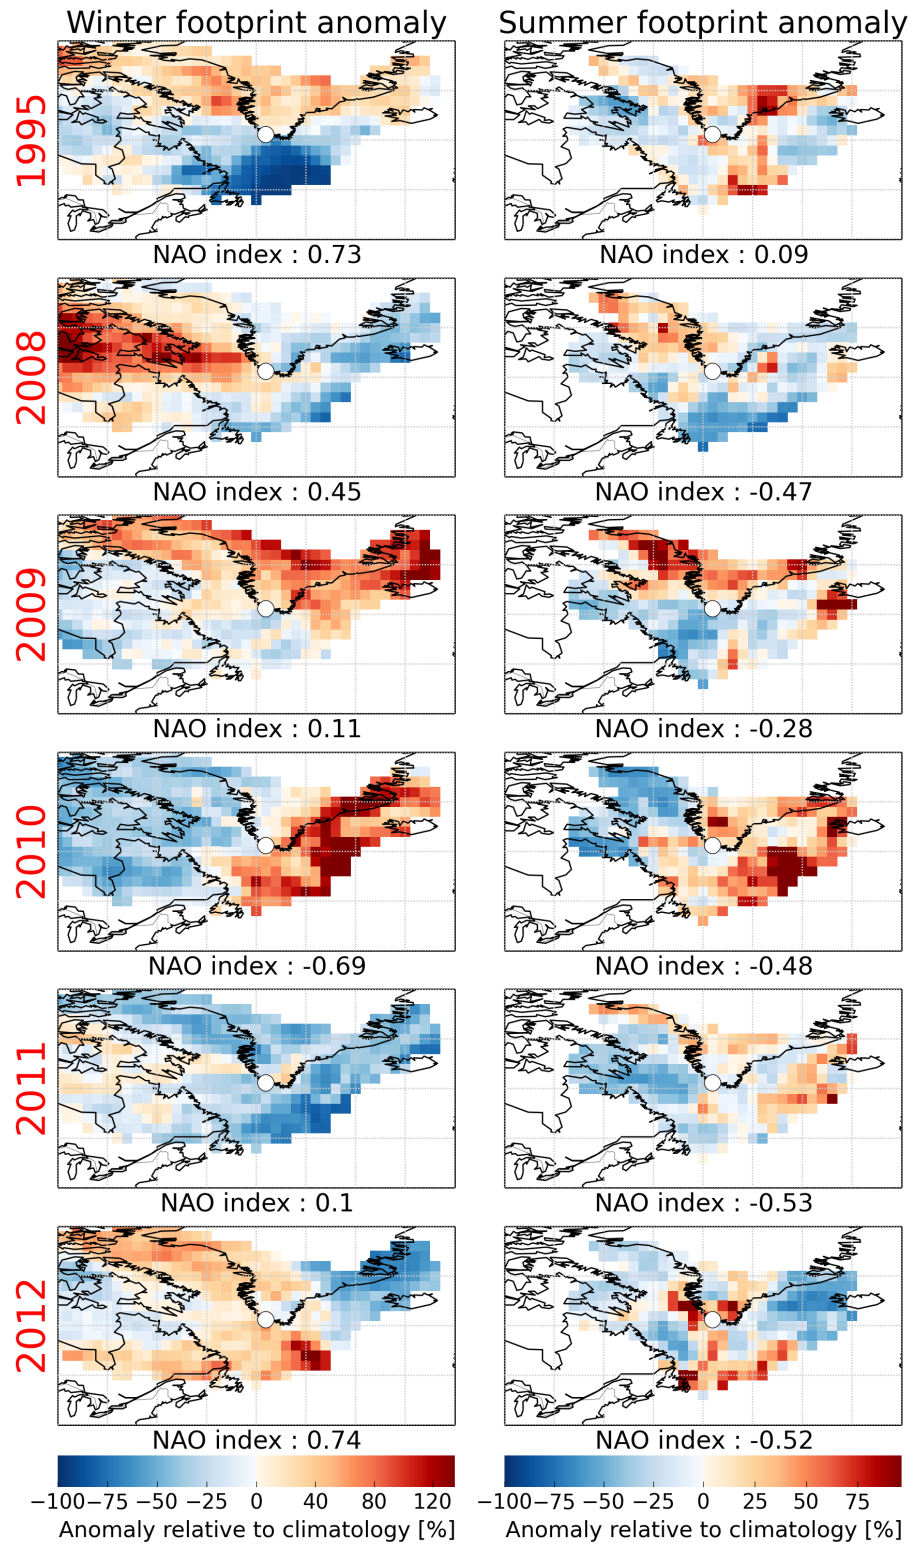 Winter footprint anomaly Summer footprint anomaly
1995
NAO index : 0.73 NAO index : 0.09
2008
NAO index : 0.45 NAO index : -0.47
2009
NAO index : 0.11 NAO index : -0.28
2010
NAO index : -0.69 NAO index : -0.48
2011
NAO index : 0.1 NAO index : -0.53
2012
NAO index : 0.74 NAO index : -0.52
−100 −75 −50 −25 0 40 80 120 −100 −75 −50 −25 0 25 50 75
Anomaly relative to climatology [%] Anomaly relative to climatology [%]